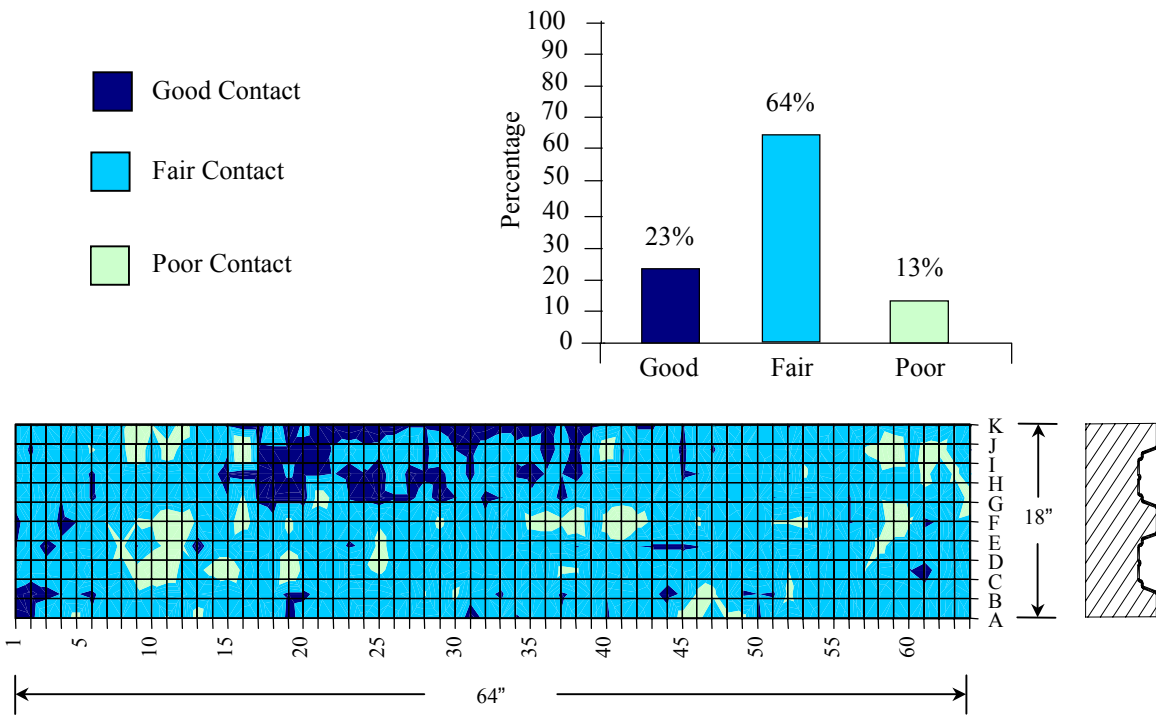 Good Contact
Fair Contact
Poor Contact
Percentage
100
90
80
70
60
50
40
30
20
10
0
23%
64%
13%
Good Fair Poor
K
J
I
H
G
F
E
D
C
B
A
18”
1 5 10 15 20 25 30 35 40 45 50 55 60
64”